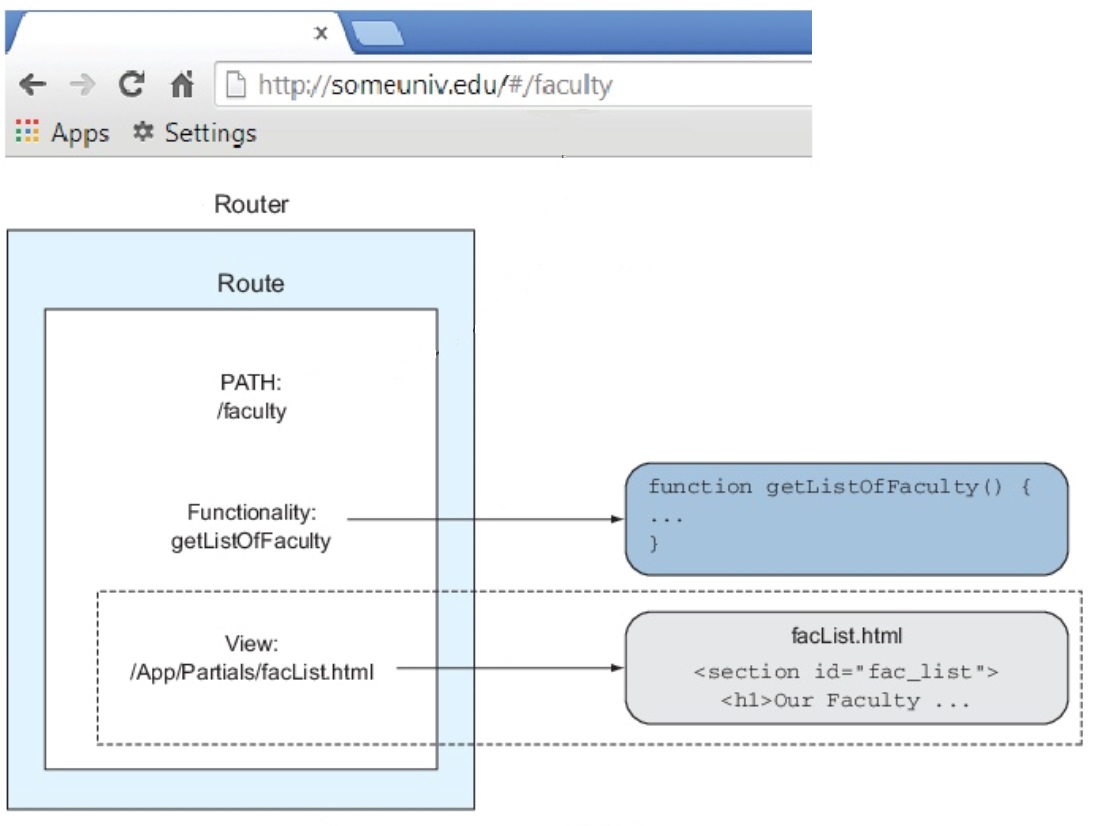 x
http://someuniv.edu/#/faculty
Apps Settings
Router
Route
PATH:
/faculty
Functionality:
getListOfFaculty
function getListOfFaculty() {
...
}
View:
/App/Partials/facList.html
facList.html
<section id="fac_list">
<h1>Our Faculty ...